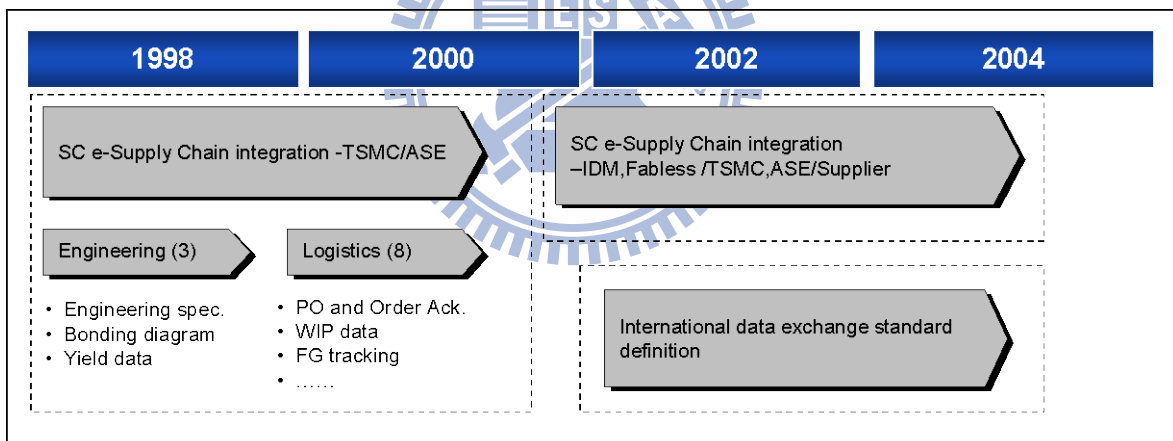 ESA
1998
2000
2002
2004
SC e-Supply Chain integration -TSMC/ASE
SC e-Supply Chain integration
–IDM,Fabless /TSMC,ASE/Supplier
Engineering (3)
Logistics (8)
• Engineering spec.
• Bonding diagram
• Yield data
• PO and Order Ack.
• WIP data
• FG tracking
• ……
International data exchange standard
definition